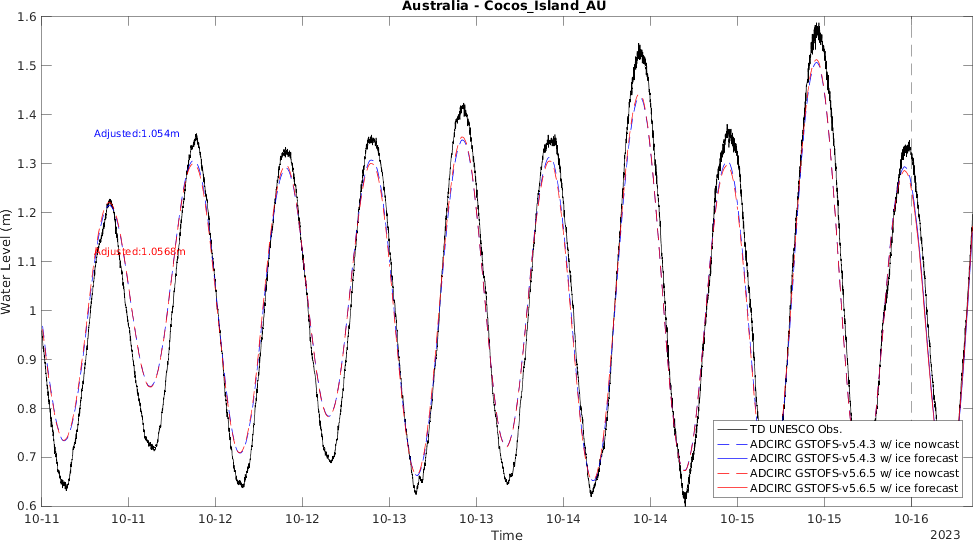 Australia - Cocos_Island_AU
1.6
1.5
1.4
1.3
1.2
1.1
1
0.9
0.8
0.7
0.6
Water Level (m)
Adjusted:1.054m
Adjusted:1.0568m
TD UNESCO Obs.
ADCIRC GSTOFS-v5.4.3 w/ ice nowcast
ADCIRC GSTOFS-v5.4.3 w/ ice forecast
ADCIRC GSTOFS-v5.6.5 w/ ice nowcast
ADCIRC GSTOFS-v5.6.5 w/ ice forecast
10-11 10-11 10-12 10-12 10-13 10-13 10-14 10-14 10-15 10-15 10-16
Time
2023